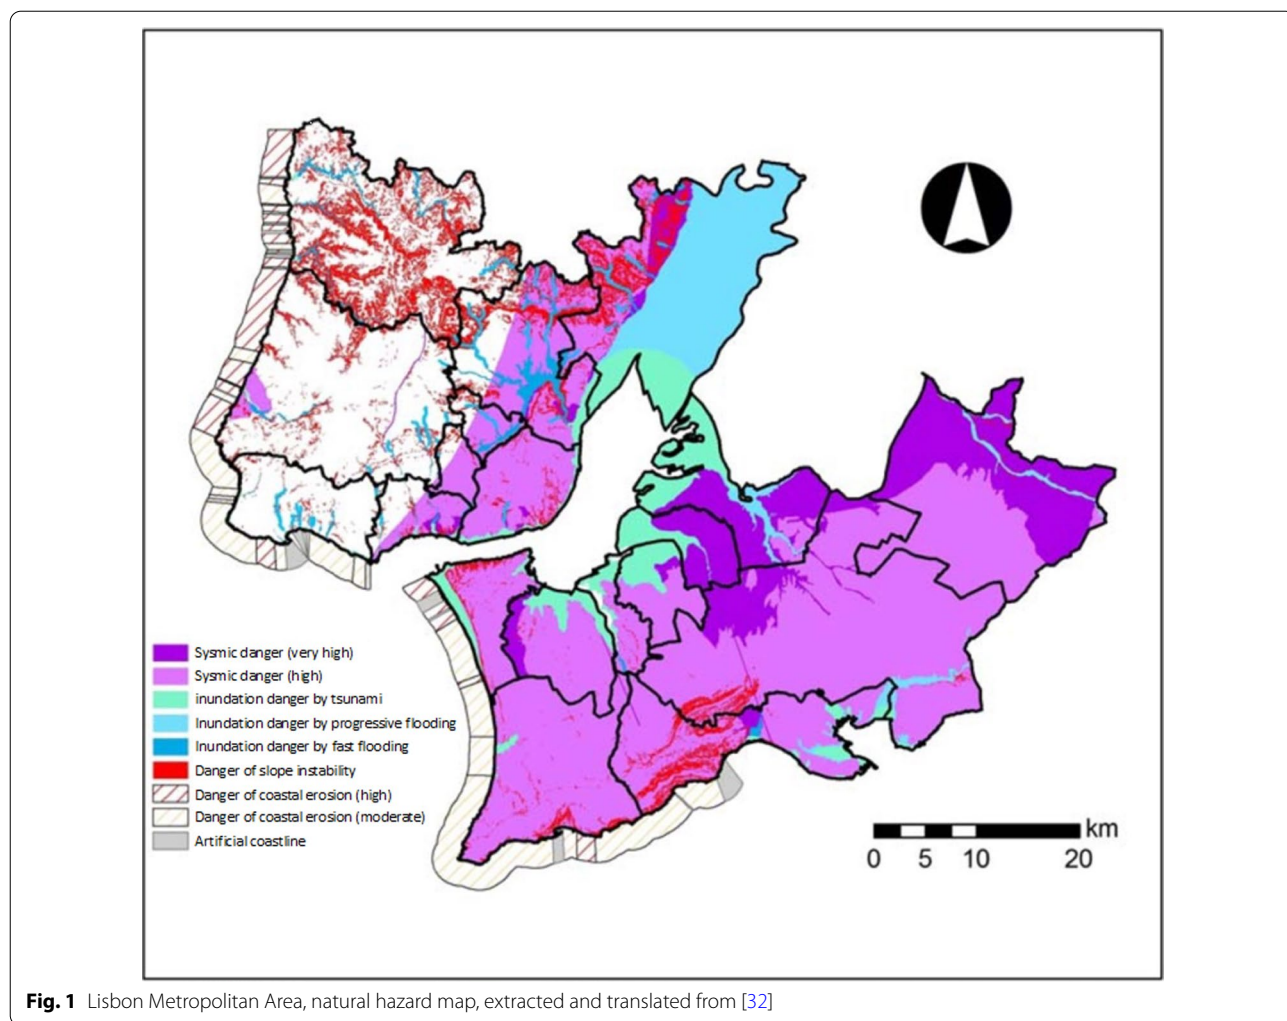 Sysmic danger (very high)
Sysmic danger (high)
inundation danger by tsunami
Inundation danger by progressive flooding
Inundation danger by fast flooding
Danger of slope instability
Danger of coastal erosion (high)
Danger of coastal erosion (moderate)
Artificial coastline
km
0 5 10 20
Fig. 1 Lisbon Metropolitan Area, natural hazard map, extracted and translated from [32]